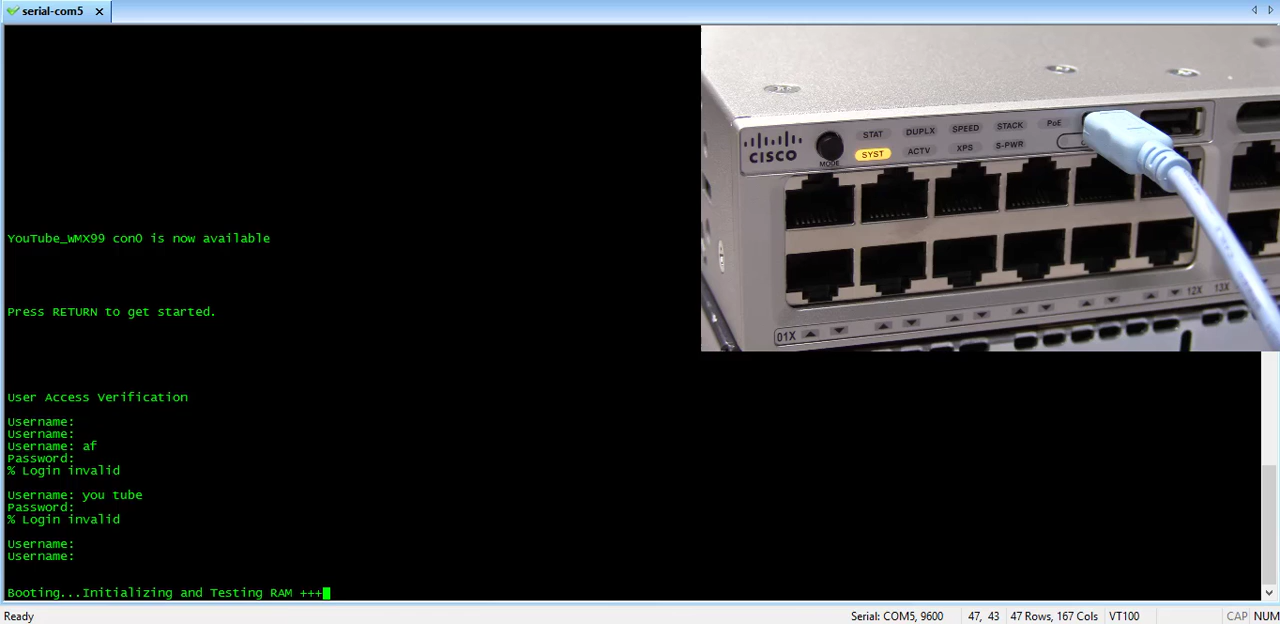 serial-com5
YouTube_WMX99 con0 is now available
Press RETURN to get started.
User Access Verification
Username:
Username:
Username: af
Password:
% Login invalid
Username: you tube
Password:
% Login invalid
Username:
Username:
Booting...Initializing and Testing RAM +++
CISCO
MODE
STAT DUPLX SPEED STACK PoE
SYST ACTV XPS S-PWR
01X
12X 13X
Ready
Serial: COM5, 9600 47, 43 47 Rows, 167 Cols VT100 CAP NUM